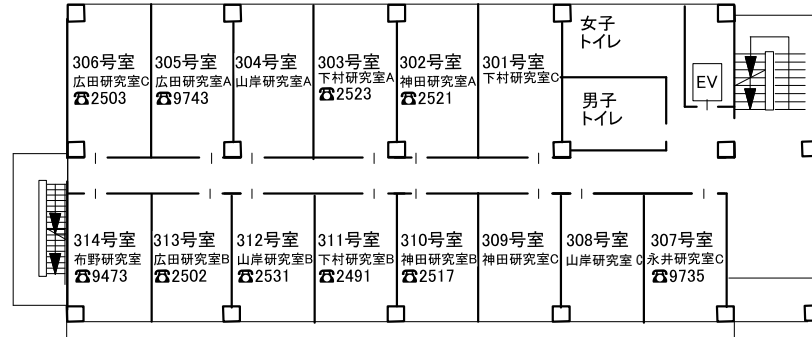 女子
トイレ
306号室
広田研究室C
☎2503
305号室
広田研究室A
☎9743
304号室
山岸研究室A
303号室
下村研究室A
☎2523
302号室
神田研究室A
☎2521
301号室
下村研究室C
男子
トイレ
EV
314号室
布野研究室
☎9473
313号室
広田研究室B
☎2502
312号室
山岸研究室B
☎2531
311号室
下村研究室B
☎2491
310号室
神田研究室B
☎2517
309号室
神田研究室C
308号室
山岸研究室C
307号室
永井研究室C
☎9735